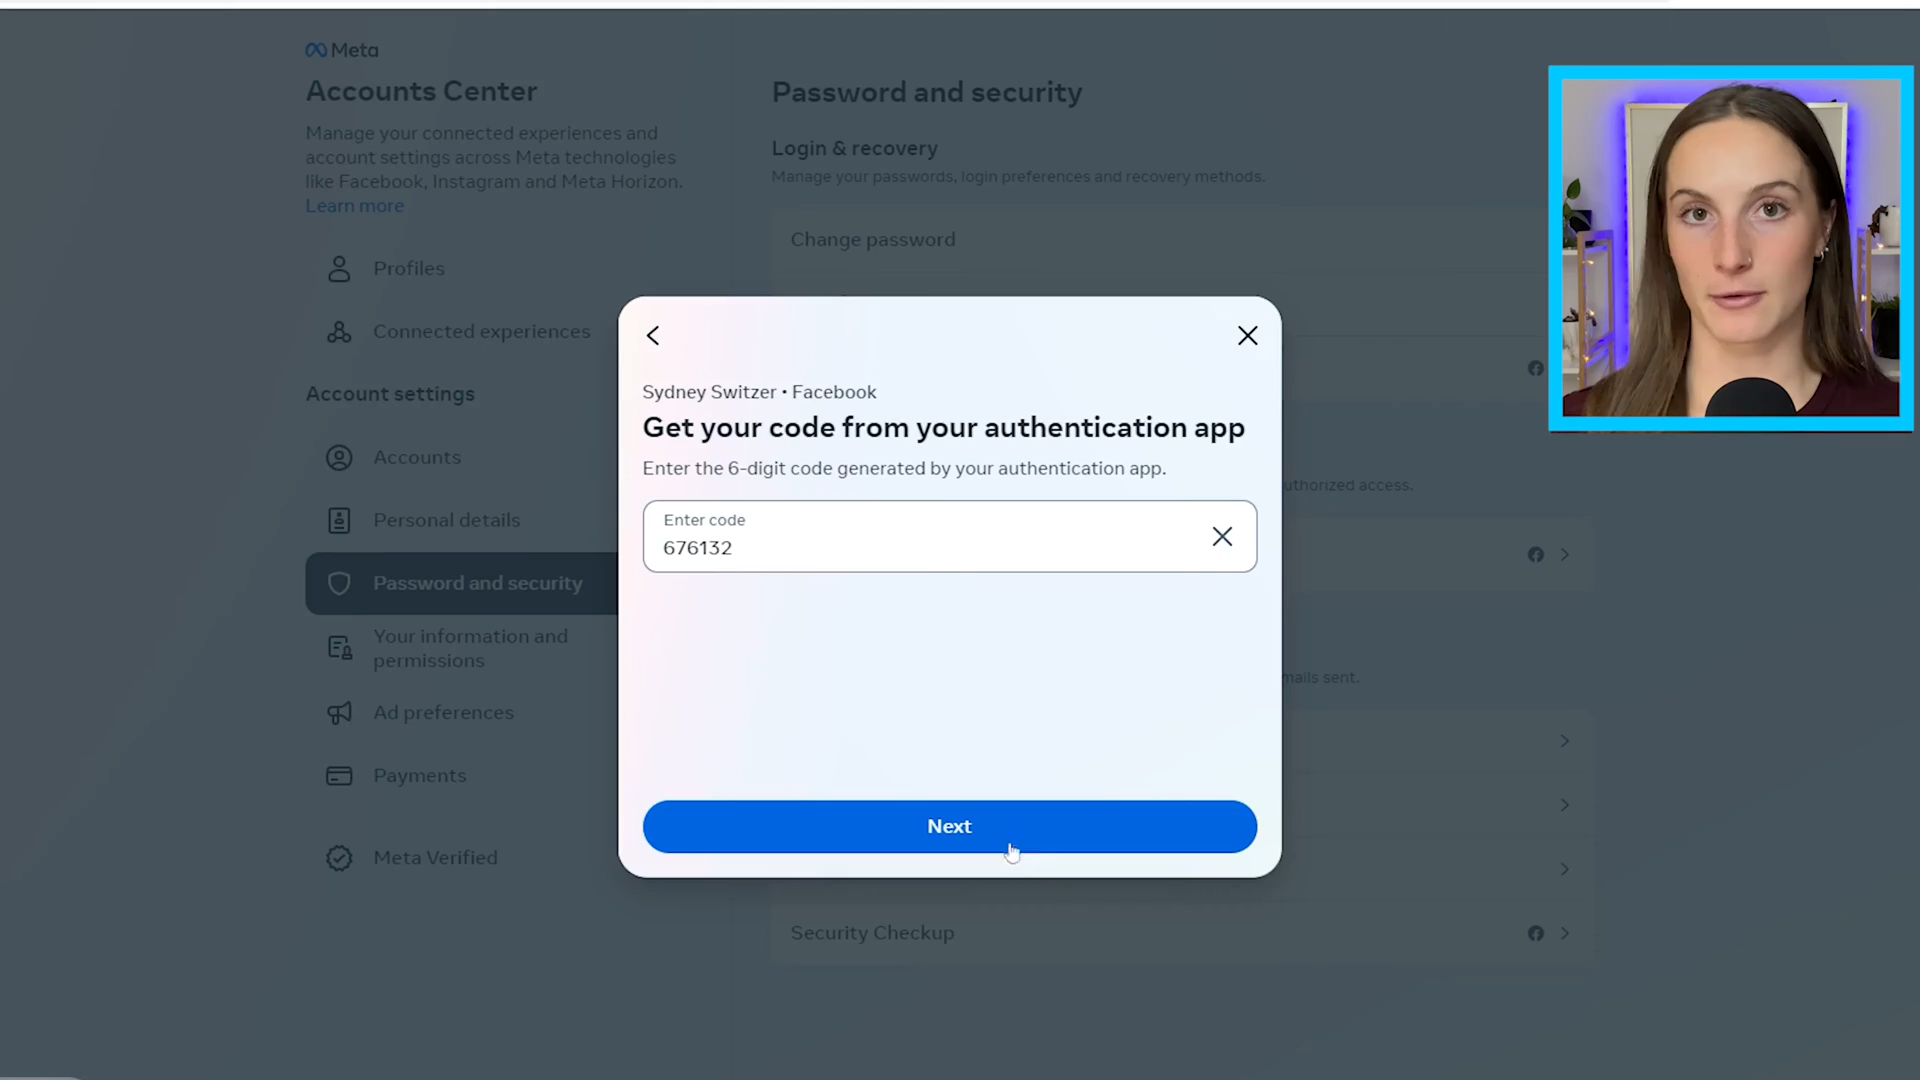 Meta
Accounts Center
Manage your connected experiences and
account settings across Meta technologies
like Facebook, Instagram and Meta Horizon.
Learn more
Profiles
Connected experiences
Account settings
Accounts
Personal details
Password and security
Your information and
permissions
Ad preferences
Payments
Meta Verified
Password and security
Login & recovery
Manage your passwords, login preferences and recovery methods.
Change password
Sydney Switzer • Facebook
Get your code from your authentication app
Enter the 6-digit code generated by your authentication app.
Enter code
676132
Next
uthorized access.
mails sent.
Security Checkup